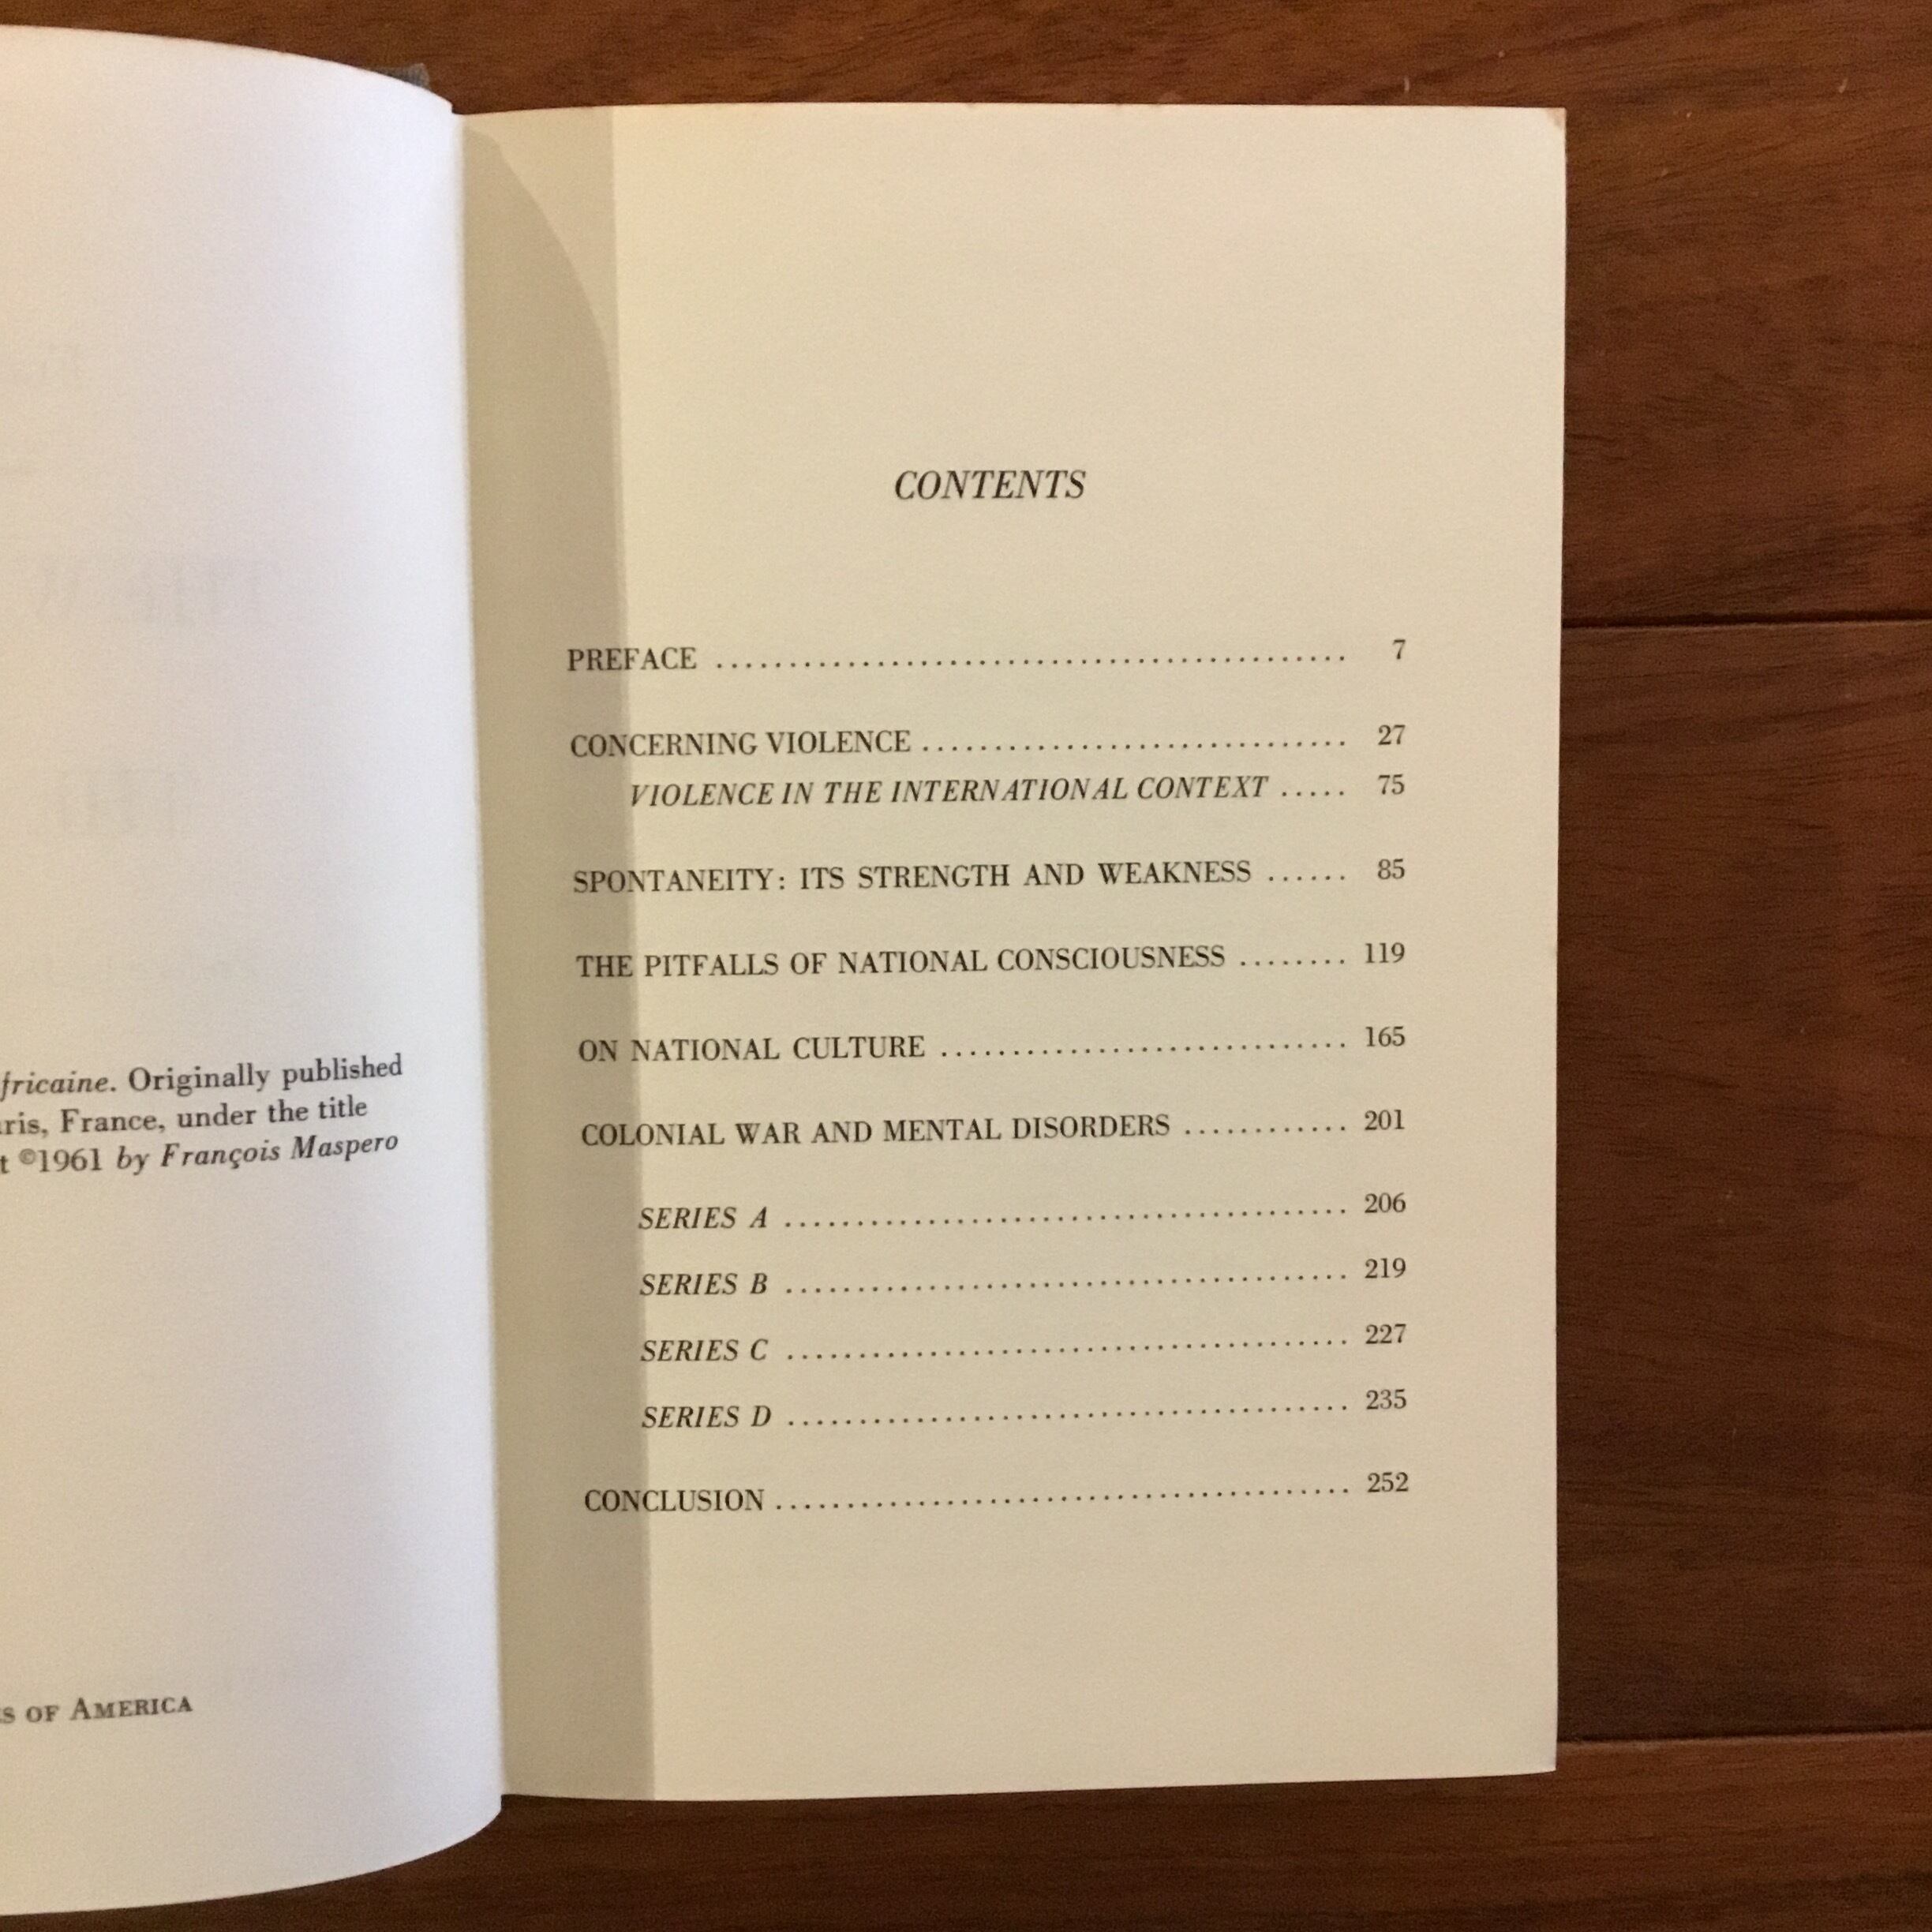 fricaine. Originally published
ris, France, under the title
t ©1961 by François Maspero
S OF AMERICA
CONTENTS
PREFACE ............................................ 7
CONCERNING VIOLENCE .............................. 27
VIOLENCE IN THE INTERNATIONAL CONTEXT ..... 75
SPONTANEITY: ITS STRENGTH AND WEAKNESS ...... 85
THE PITFALLS OF NATIONAL CONSCIOUSNESS ........ 119
ON NATIONAL CULTURE ............................. 165
COLONIAL WAR AND MENTAL DISORDERS ............ 201
SERIES A ........................................ 206
SERIES B ........................................ 219
SERIES C ........................................ 227
SERIES D ........................................ 235
CONCLUSION ........................................ 252